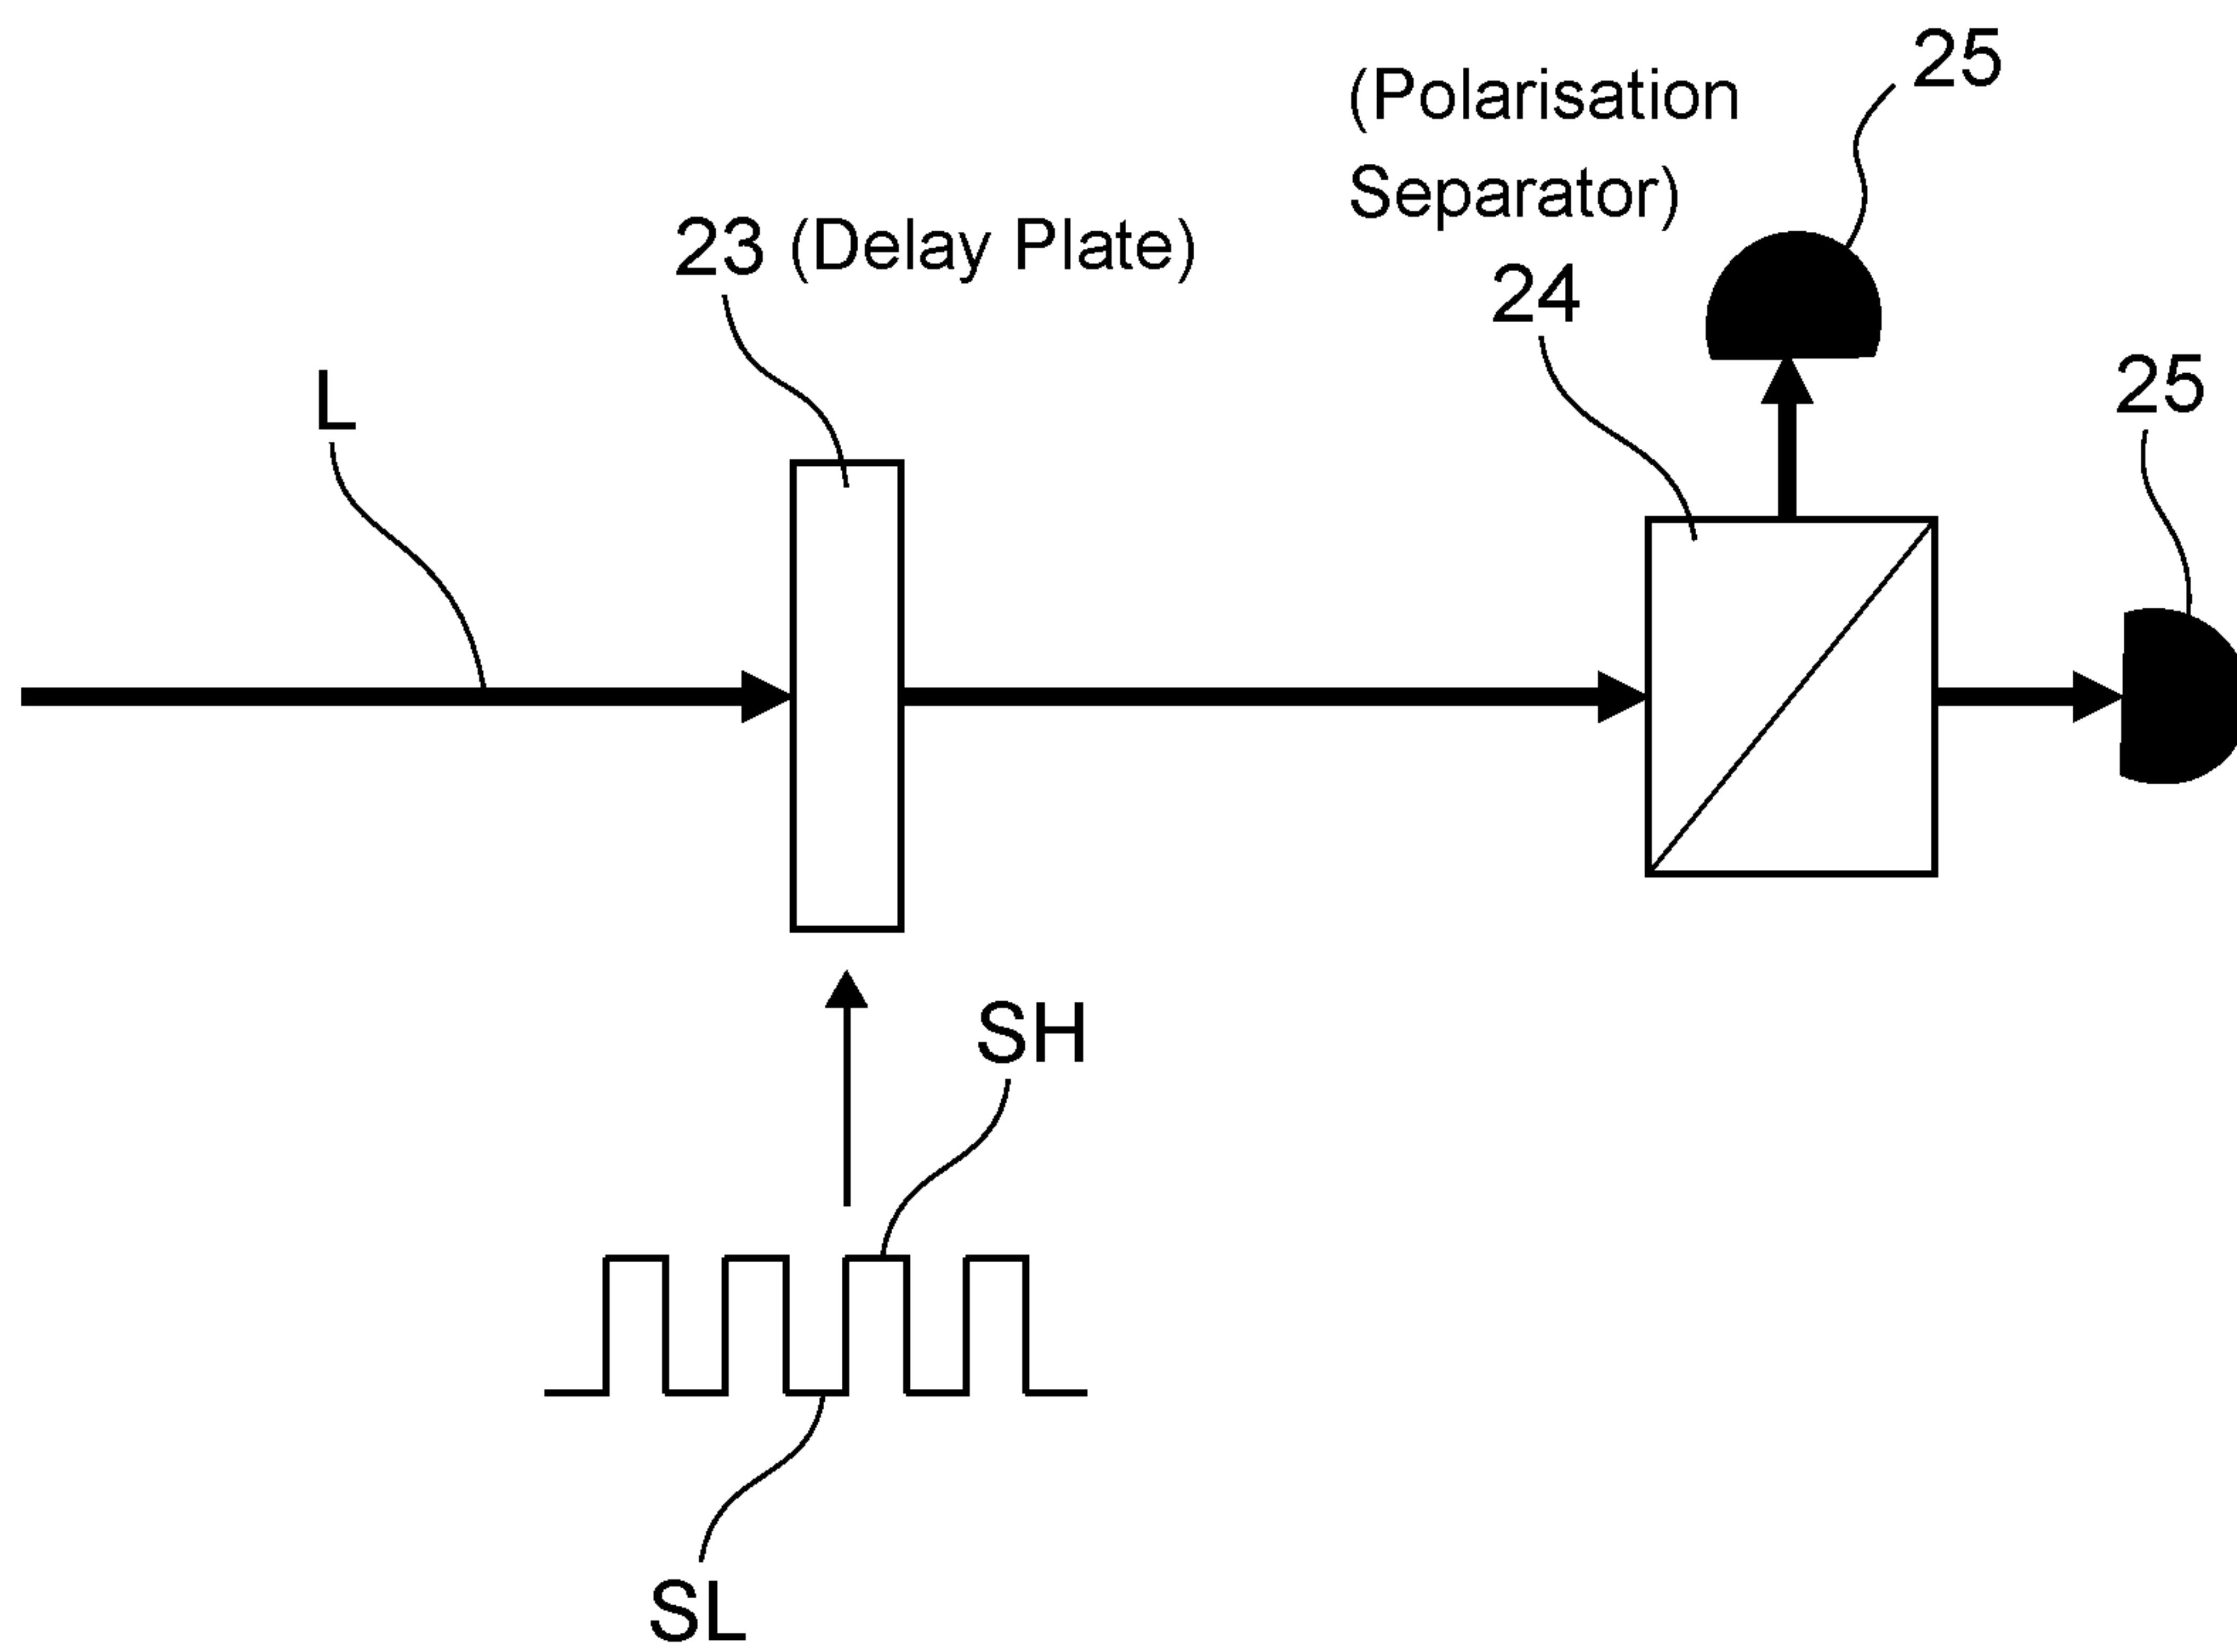 25
(Polarisation
Separator)
23 (Delay Plate)
24
L
25
SH
SL